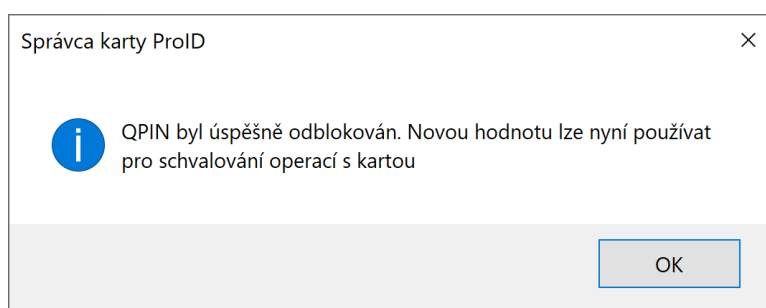 Správca karty ProID
QPIN byl úspěšně odblokován. Novou hodnotu lze nyní používat
pro schvalování operací s kartou
OK